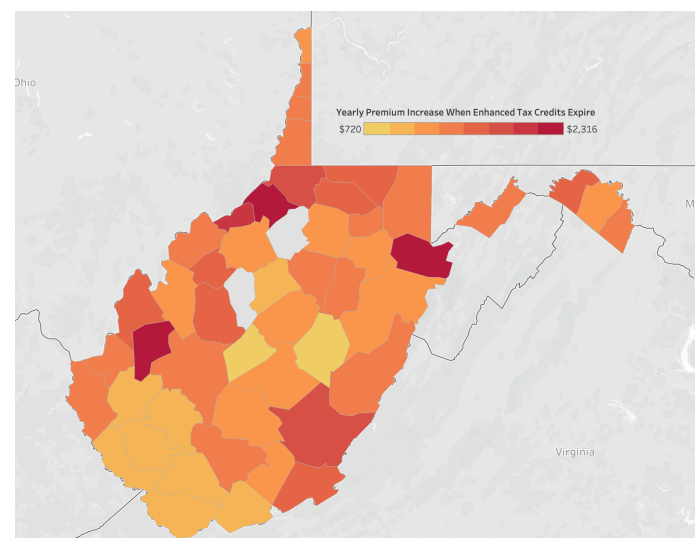 Ohio
Yearly Premium Increase When Enhanced Tax Credits Expire
$720 $2,316
M
Virginia